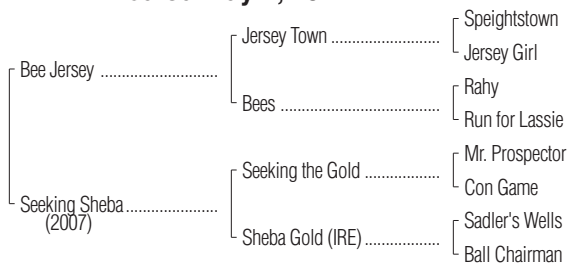 Speightstown
Jersey Town ..............................
Jersey Girl
Bee Jersey ................................
Rahy
Bees ............................................
Run for Lassie
Mr. Prospector
Seeking the Gold .....................
Con Game
Seeking Sheba .........................
(2007)
Sadler's Wells
Sheba Gold (IRE) .....................
Ball Chairman